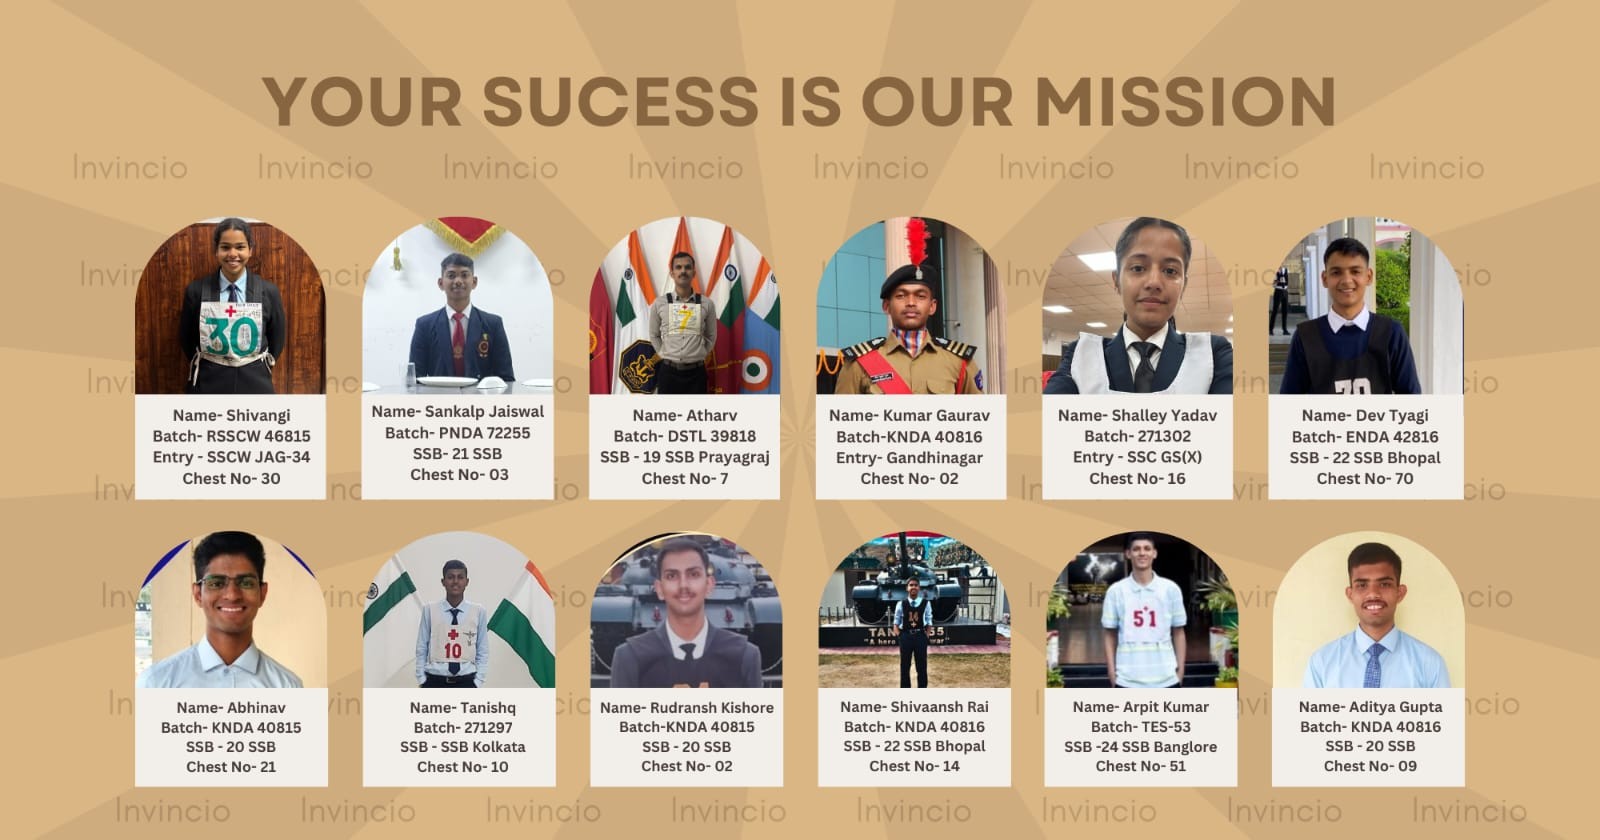 YOUR SUCESS IS OUR MISSION
Invincio Invincio Invincio Invincio Invincio Invincio Invincio Invincio
30
7
Name- Shivangi
Batch- RSSCW 46815
Entry - SSCW JAG-34
Chest No- 30
Name- Sankalp Jaiswal
Batch- PNDA 72255
SSB- 21 SSB
Chest No- 03
Name- Atharv
Batch- DSTL 39818
SSB - 19 SSB Prayagraj
Chest No- 7
Name- Kumar Gaurav
Batch-KNDA 40816
Entry- Gandhinagar
Chest No- 02
Name- Shalley Yadav
Batch- 271302
Entry - SSC GS(X)
Chest No- 16
Name- Dev Tyagi
Batch- ENDA 42816
SSB - 22 SSB Bhopal
Chest No- 70
10
14
51
Name- Abhinav
Batch- KNDA 40815
SSB - 20 SSB
Chest No- 21
Name- Tanishq
Batch- 271297
SSB - SSB Kolkata
Chest No- 10
Name- Rudransh Kishore
Batch-KNDA 40815
SSB - 20 SSB
Chest No- 02
Name- Shivaansh Rai
Batch- KNDA 40816
SSB - 22 SSB Bhopal
Chest No- 14
Name- Arpit Kumar
Batch- TES-53
SSB -24 SSB Banglore
Chest No- 51
Name- Aditya Gupta
Batch- KNDA 40816
SSB - 20 SSB
Chest No- 09
Invincio Invincio Invincio Invincio Invincio Invincio Invincio Invincio